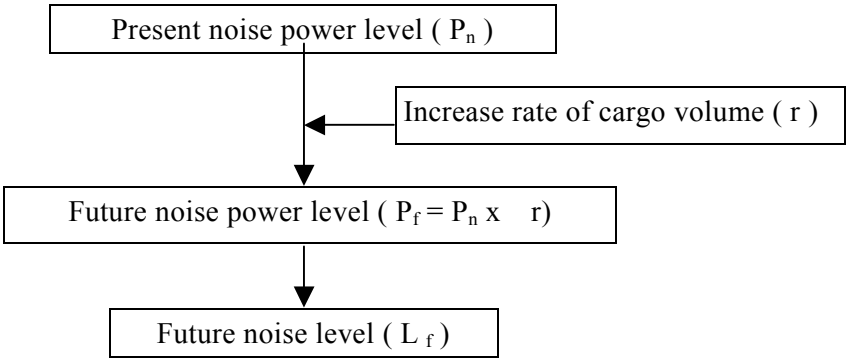 Present noise power level ( Pn )
Increase rate of cargo volume ( r )
Future noise power level ( Pf = Pn x r)
Future noise level ( L f )